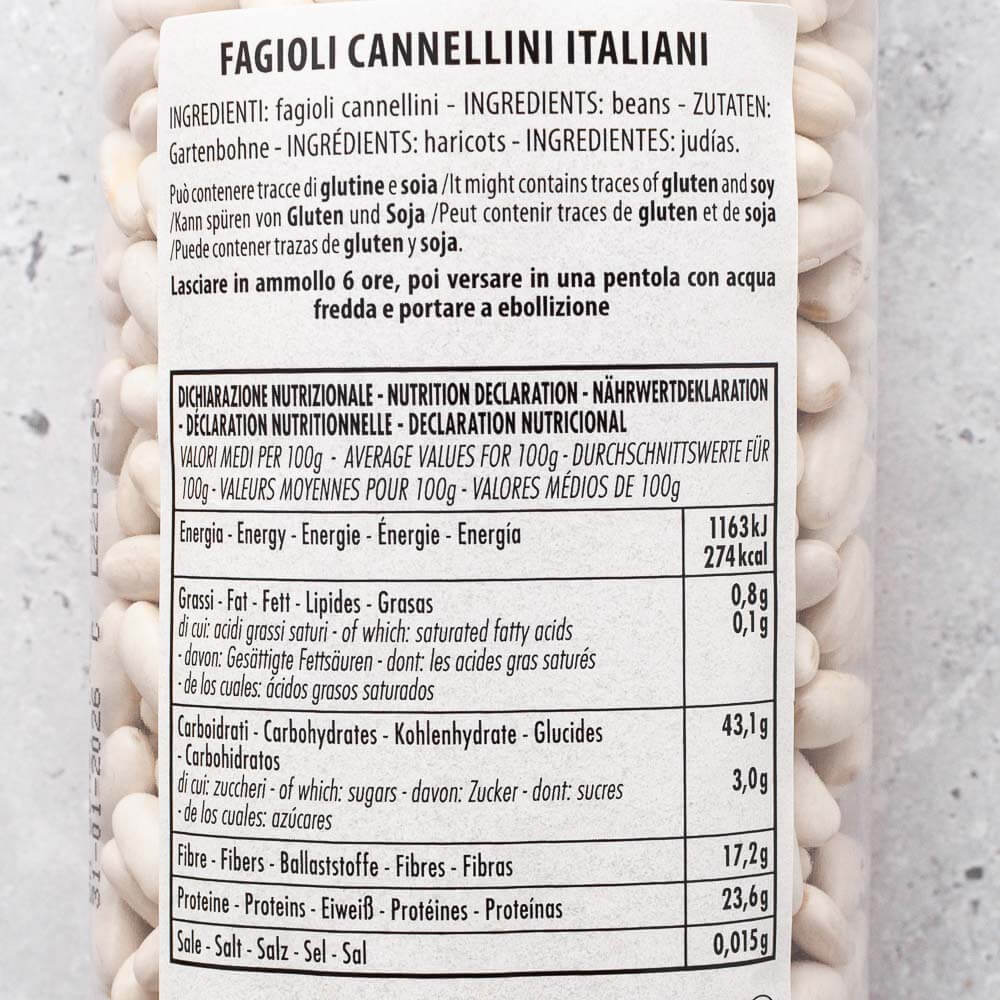 FAGIOLI CANNELLINI ITALIANI
INGREDIENTI: fagioli cannellini - INGREDIENTS: beans - ZUTATEN:
Gartenbohne - INGRÉDIENTS: haricots - INGREDIENTES: judías.
Può contenere tracce di glutine e soia /It might contains traces of gluten and soy
/Kann spüren von Gluten und Soja /Peut contenir traces de gluten et de soja
/Puede contener trazas de gluten y soja.
Lasciare in ammollo 6 ore, poi versare in una pentola con acqua
fredda e portare a ebollizione
DICHIARAZIONE NUTRIZIONALE - NUTRITION DECLARATION - NÄHRWERTDEKLARATION
- DÉCLARATION NUTRITIONNELLE - DECLARATION NUTRICIONAL
VALORI MEDI PER 100g - AVERAGE VALUES FOR 100g - DURCHSCHNITTSWERTE FÜR
100g - VALEURS MOYENNES POUR 100g - VALORES MÉDIOS DE 100g
Energia - Energy - Energie - Énergie - Energía 1163kJ
274kcal
Grassi - Fat - Fett - Lipides - Grasas 0,8g
di cui: acidi grassi saturi - of which: saturated fatty acids 0,1g
- davon: Gesättigte Fettsäuren - dont: les acides gras saturés
- de los cuales: ácidos grasos saturados
Carboidrati - Carbohydrates - Kohlenhydrate - Glucides 43,1g
- Carbohidratos
di cui: zuccheri - of which: sugars - davon: Zucker - dont: sucres 3,0g
- de los cuales: azúcares
Fibre - Fibers - Ballaststoffe - Fibres - Fibras 17,2g
Proteine - Proteins - Eiweiß - Protéines - Proteínas 23,6g
Sale - Salt - Salz - Sel - Sal 0,015g
31-01-2026